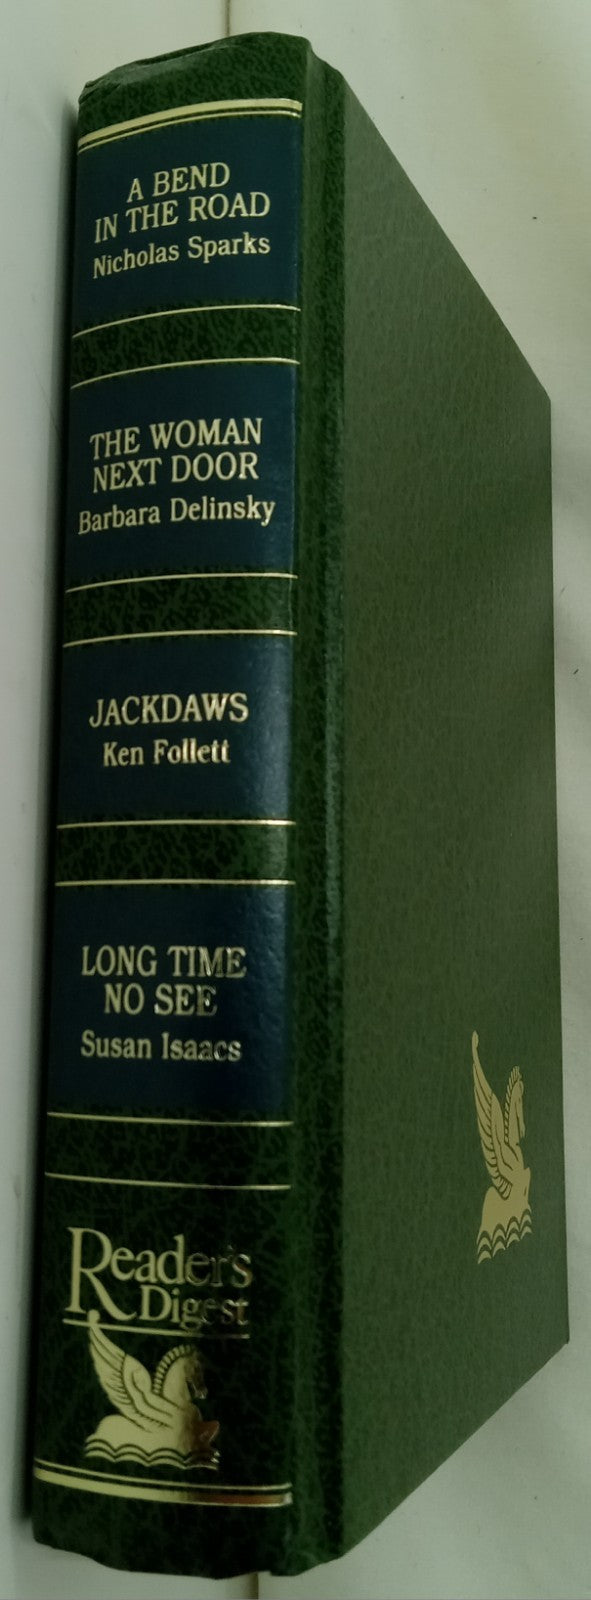 A BEND
IN THE ROAD
Nicholas Sparks
THE WOMAN
NEXT DOOR
Barbara Delinsky
JACKDAWS
Ken Follett
LONG TIME
NO SEE
Susan Isaacs
Reader's
Digest